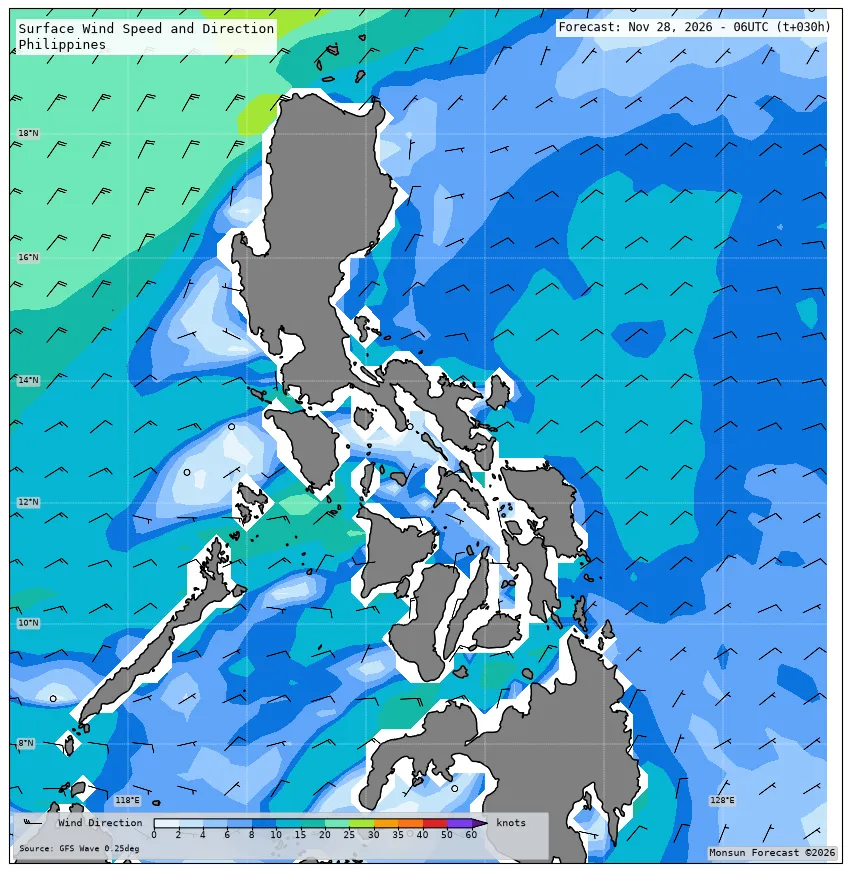 Surface Wind Speed and Direction
Philippines
Forecast: Nov 28, 2026 - 06UTC (t+030h)
18°N
16°N
14°N
12°N
10°N
8°N
118°E
128°E
Wind Direction
knots
0 2 4 6 8 10 15 20 25 30 35 40 50 60
Source: GFS Wave 0.25deg
Monsun Forecast ©2026